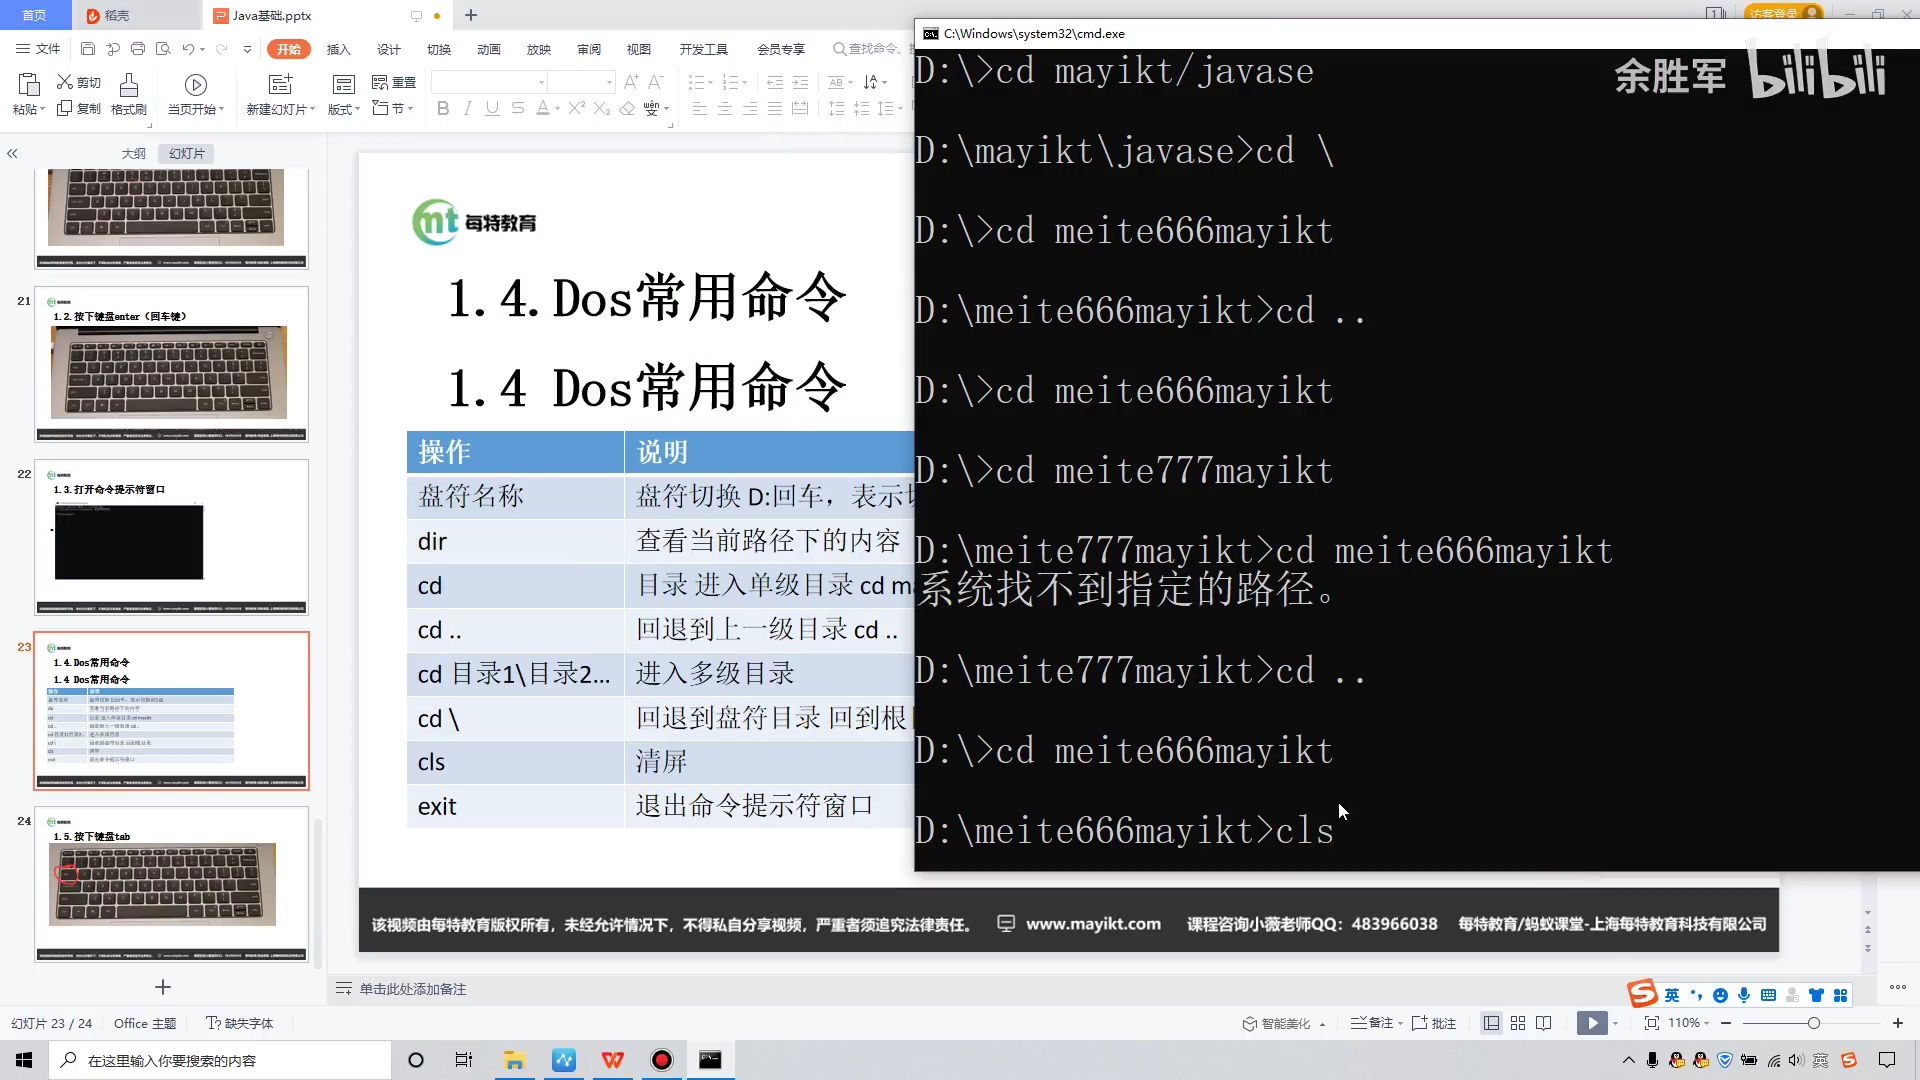 首页
稻壳
Java基础.pptx
访客登录
文件
开始
插入
设计
切换
动画
放映
审阅
视图
开发工具
会员专享
查找命令、
粘贴
剪切
复制
格式刷
当页开始
新建幻灯片
版式
重置
节
大纲
幻灯片
21
1.2.按下键盘enter（回车键）
22
1.3.打开命令提示符窗口
23
1.4.Dos常用命令
1.4 Dos常用命令
24
1.5.按下键盘tab
每特教育
1.4.Dos常用命令
1.4 Dos常用命令
操作 说明
盘符名称 盘符切换 D:回车，表示
dir 查看当前路径下的内容
cd 目录 进入单级目录 cd
cd .. 回退到上一级目录 cd ..
cd 目录1\目录2... 进入多级目录
cd \ 回退到盘符目录 回到根
cls 清屏
exit 退出命令提示符窗口
该视频由每特教育版权所有，未经允许情况下，不得私自分享视频，严重者须追究法律责任。 www.mayikt.com 课程咨询小薇老师QQ：483966038 每特教育/蚂蚁课堂-上海每特教育科技有限公司
C:\Windows\system32\cmd.exe
余胜军 bilibili
D:\>cd mayikt/javase
D:\mayikt\javase>cd \
D:\>cd meite666mayikt
D:\meite666mayikt>cd ..
D:\>cd meite666mayikt
D:\>cd meite777mayikt
D:\meite777mayikt>cd meite666mayikt
系统找不到指定的路径。
D:\meite777mayikt>cd ..
D:\>cd meite666mayikt
D:\meite666mayikt>cls
单击此处添加备注
英
幻灯片 23 / 24
Office 主题
缺失字体
智能美化
备注
批注
110%
在这里输入你要搜索的内容
英